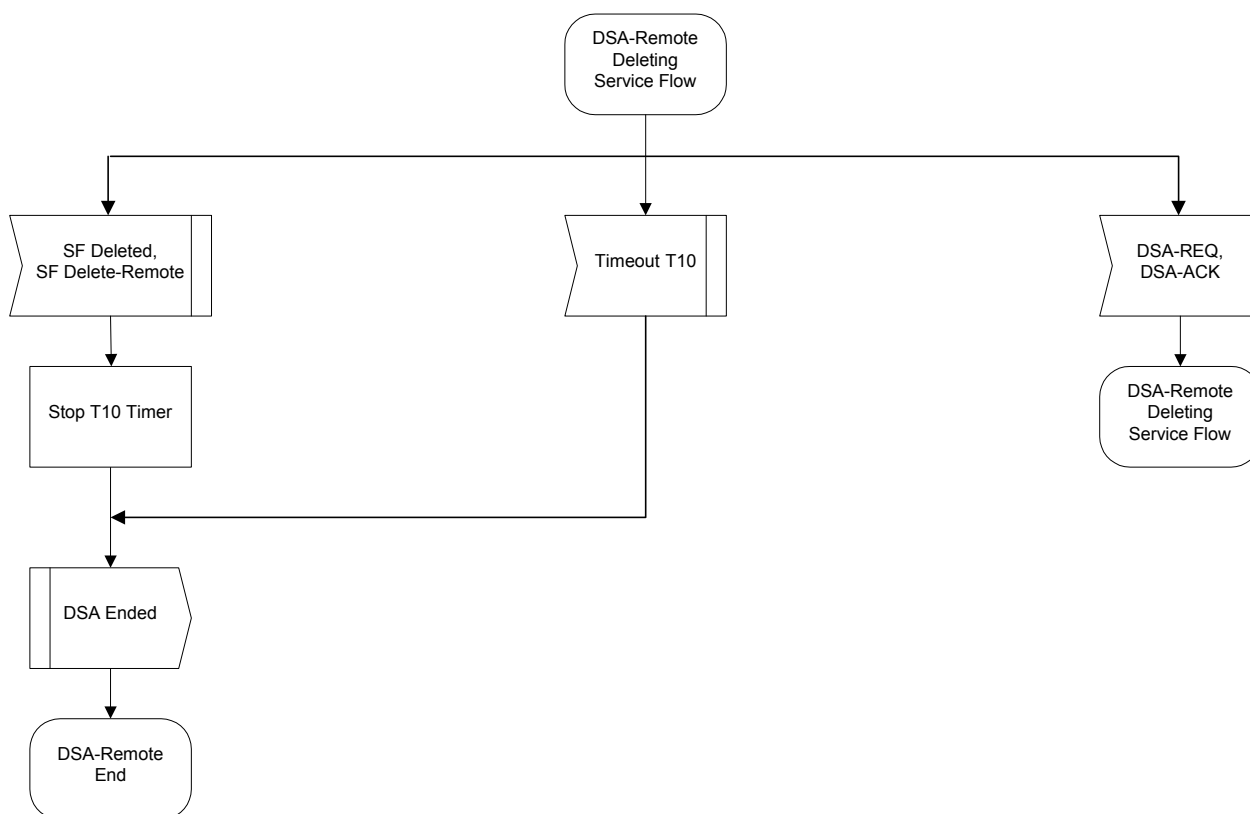 DSA-Remote
Deleting
Service Flow
SF Deleted,
SF Delete-Remote
Timeout T10
DSA-REQ,
DSA-ACK
Stop T10 Timer
DSA-Remote
Deleting
Service Flow
DSA Ended
DSA-Remote
End